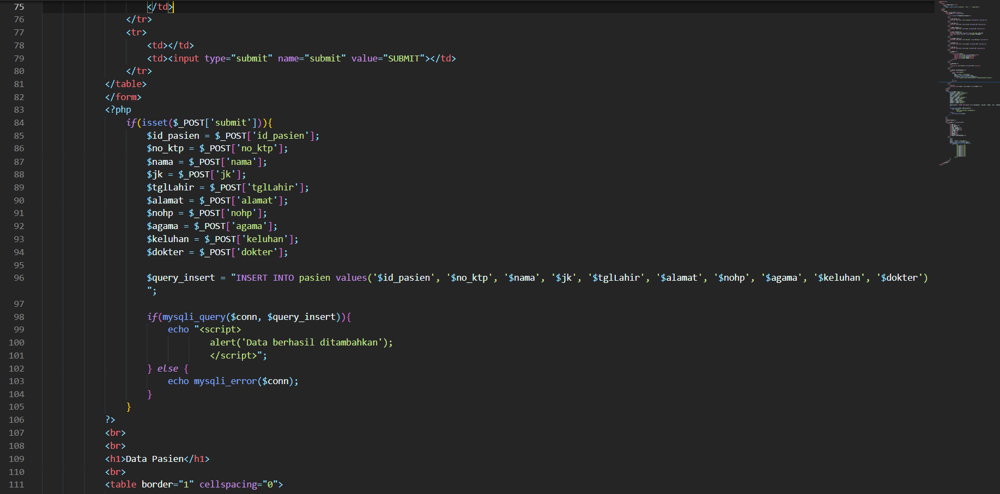 75 </td>
76 </tr>
77 <tr>
78 <td></td>
79 <td><input type="submit" name="submit" value="SUBMIT"></td>
80 </tr>
81 </table>
82 </form>
83 <?php
84 if(isset($_POST['submit'])){
85 $id_pasien = $_POST['id_pasien'];
86 $no_ktp = $_POST['no_ktp'];
87 $nama = $_POST['nama'];
88 $jk = $_POST['jk'];
89 $tglLahir = $_POST['tglLahir'];
90 $alamat = $_POST['alamat'];
91 $nohp = $_POST['nohp'];
92 $agama = $_POST['agama'];
93 $keluhan = $_POST['keluhan'];
94 $dokter = $_POST['dokter'];
95
96 $query_insert = "INSERT INTO pasien values('$id_pasien', '$no_ktp', '$nama', '$jk', '$tglLahir', '$alamat', '$nohp', '$agama', '$keluhan', '$dokter')
";
97
98 if(mysqli_query($conn, $query_insert)){
99 echo "<script>
100 alert('Data berhasil ditambahkan');
101 </script>";
102 } else {
103 echo mysqli_error($conn);
104 }
105 }
106 ?>
107 <br>
108 <br>
109 <h1>Data Pasien</h1>
110 <br>
111 <table border="1" cellspacing="0">